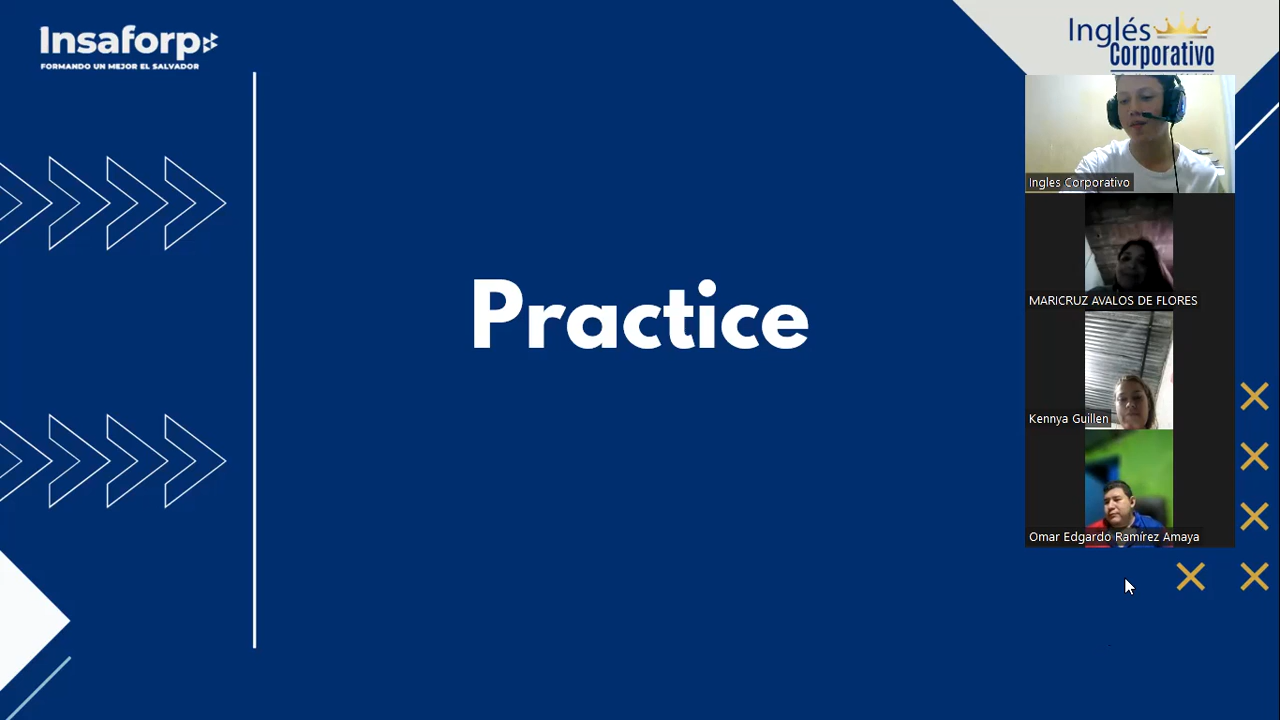 Insaforp
FORMANDO UN MEJOR EL SALVADOR
Inglés
Corporativo
Ingles Corporativo
MARICRUZ AVALOS DE FLORES
Practice
Kennya Guillen
Omar Edgardo Ramírez Amaya